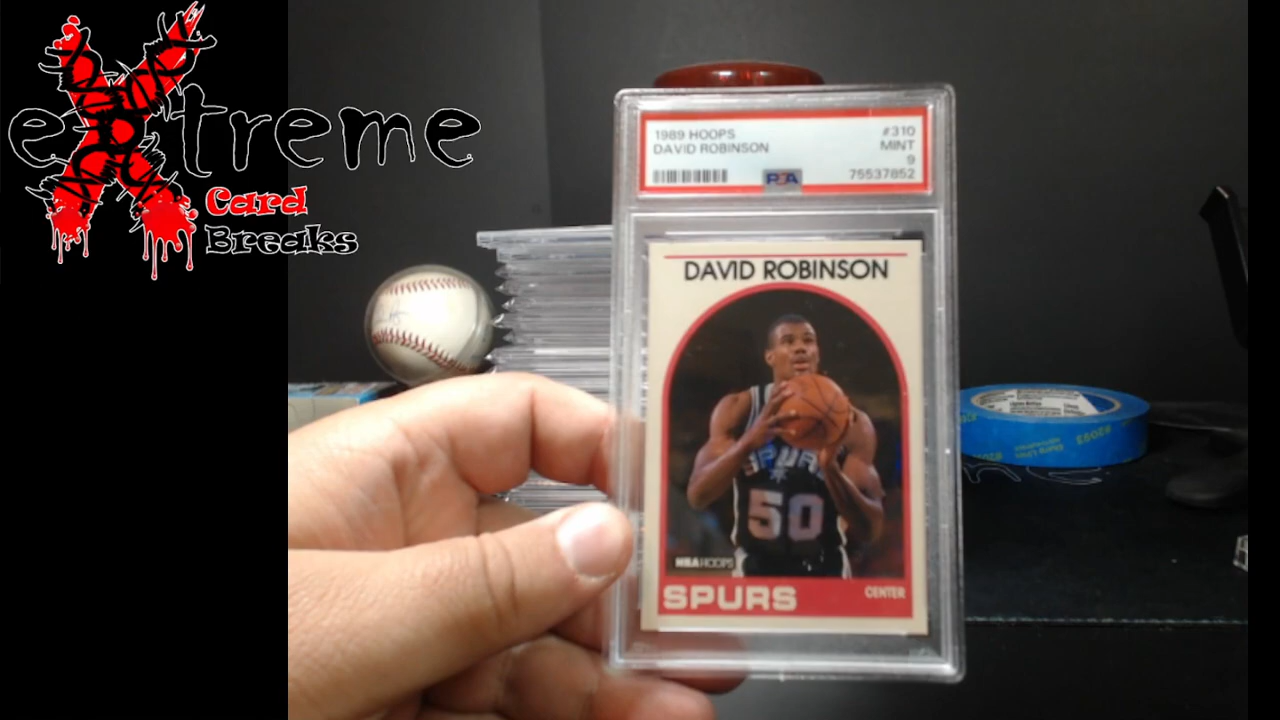 eXtreme
Card
Breaks
1989 HOOPS #310
DAVID ROBINSON MINT
9
PSA 75537852
DAVID ROBINSON
SPURS
50
NBA HOOPS
SPURS CENTER
#2093